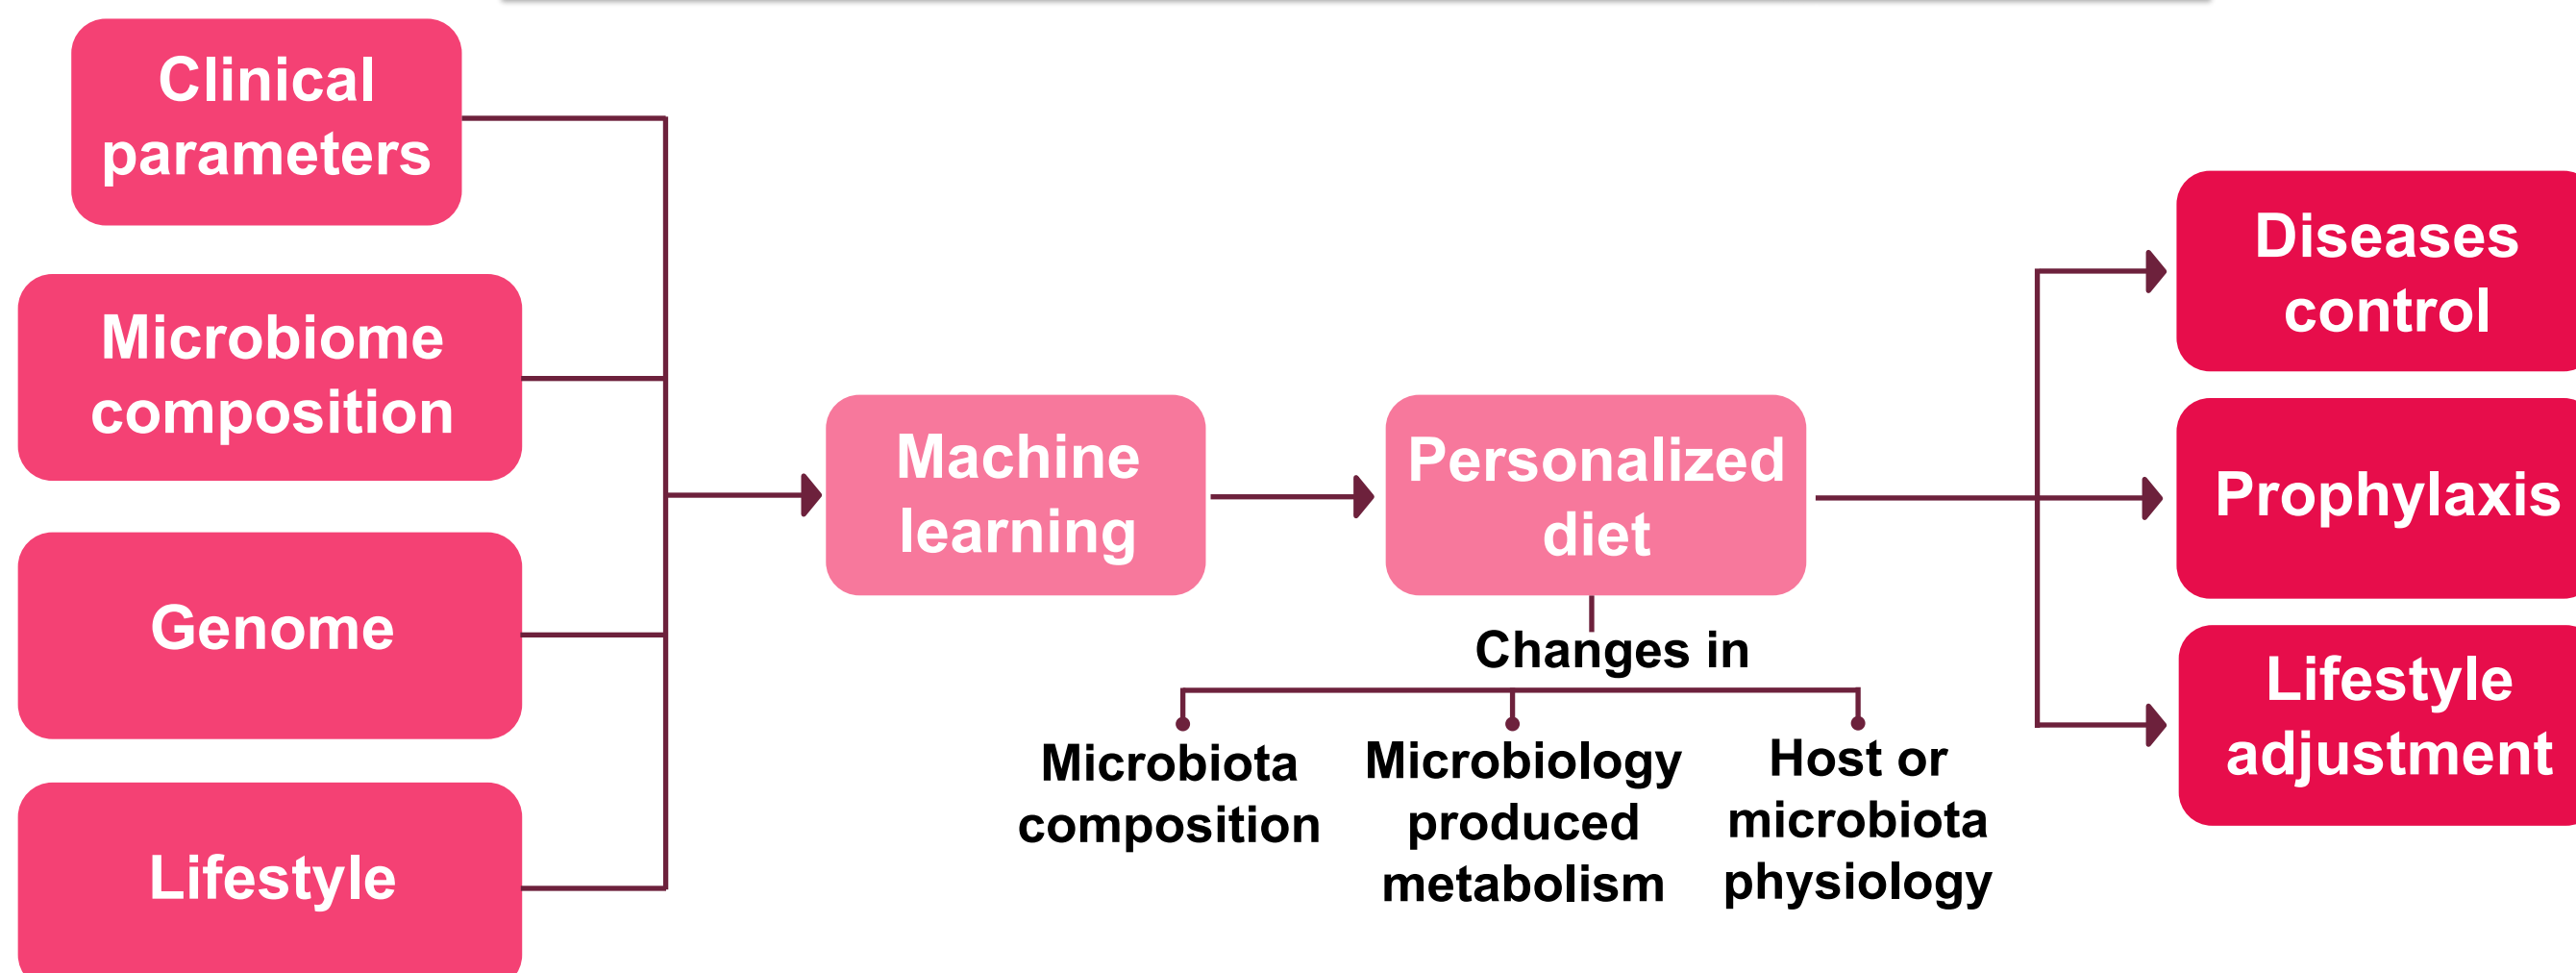 Clinical
parameters
Microbiome
composition
Genome
Lifestyle
Machine
learning
Personalized
diet
Changes in
Microbiota
composition
Microbiology
produced
metabolism
Host or
microbiota
physiology
Diseases
control
Prophylaxis
Lifestyle
adjustment